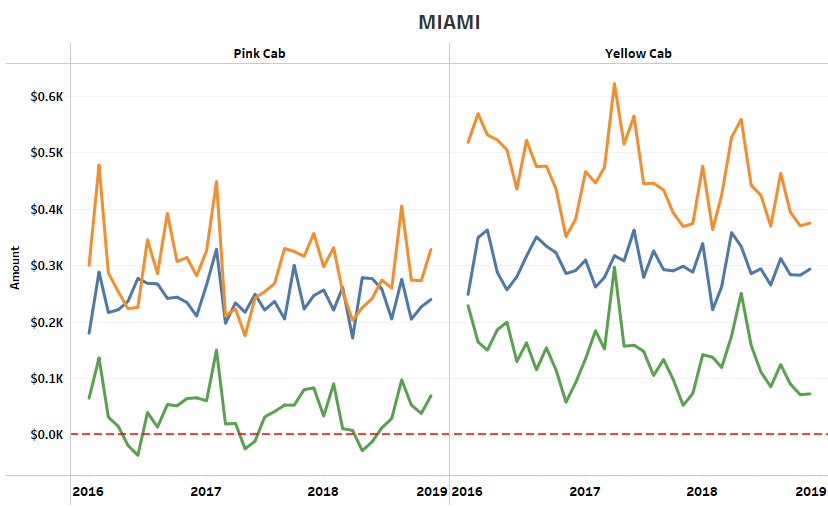 MIAMI
Pink Cab Yellow Cab
$0.6K
$0.5K
$0.4K
$0.3K
$0.2K
$0.1K
$0.0K
Amount
2016 2017 2018 2019 2016 2017 2018 2019